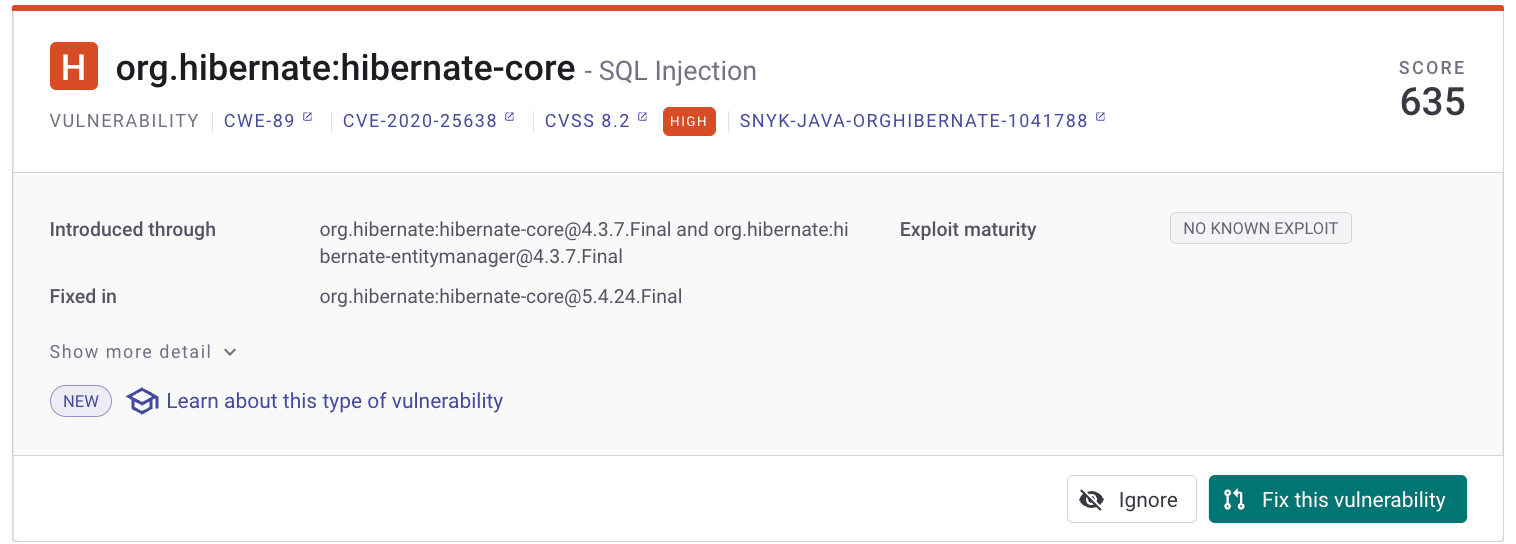 H org.hibernate:hibernate-core - SQL Injection
SCORE
635
VULNERABILITY CWE-89 CVE-2020-25638 CVSS 8.2 HIGH SNYK-JAVA-ORGHIBERNATE-1041788
Introduced through org.hibernate:hibernate-core@4.3.7.Final and org.hibernate:hi
bernate-entitymanager@4.3.7.Final
Exploit maturity NO KNOWN EXPLOIT
Fixed in org.hibernate:hibernate-core@5.4.24.Final
Show more detail
NEW Learn about this type of vulnerability
Ignore Fix this vulnerability